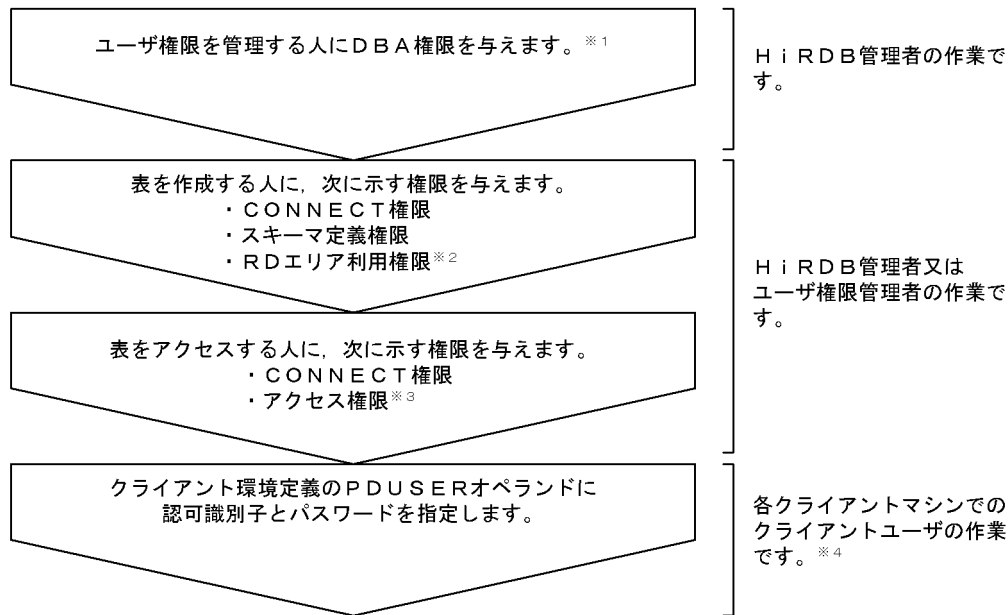 ユーザ権限を管理する人にDBA権限を与えます。※1
HiRDB管理者の作業で
す。
表を作成する人に，次に示す権限を与えます。
・CONNECT権限
・スキーマ定義権限
・RDエリア利用権限※2
HiRDB管理者又は
ユーザ権限管理者の作業で
す。
表をアクセスする人に，次に示す権限を与えます。
・CONNECT権限
・アクセス権限※3
クライアント環境定義のPDUSERオペランドに
認可識別子とパスワードを指定します。
各クライアントマシンでの
クライアントユーザの作業
です。※4